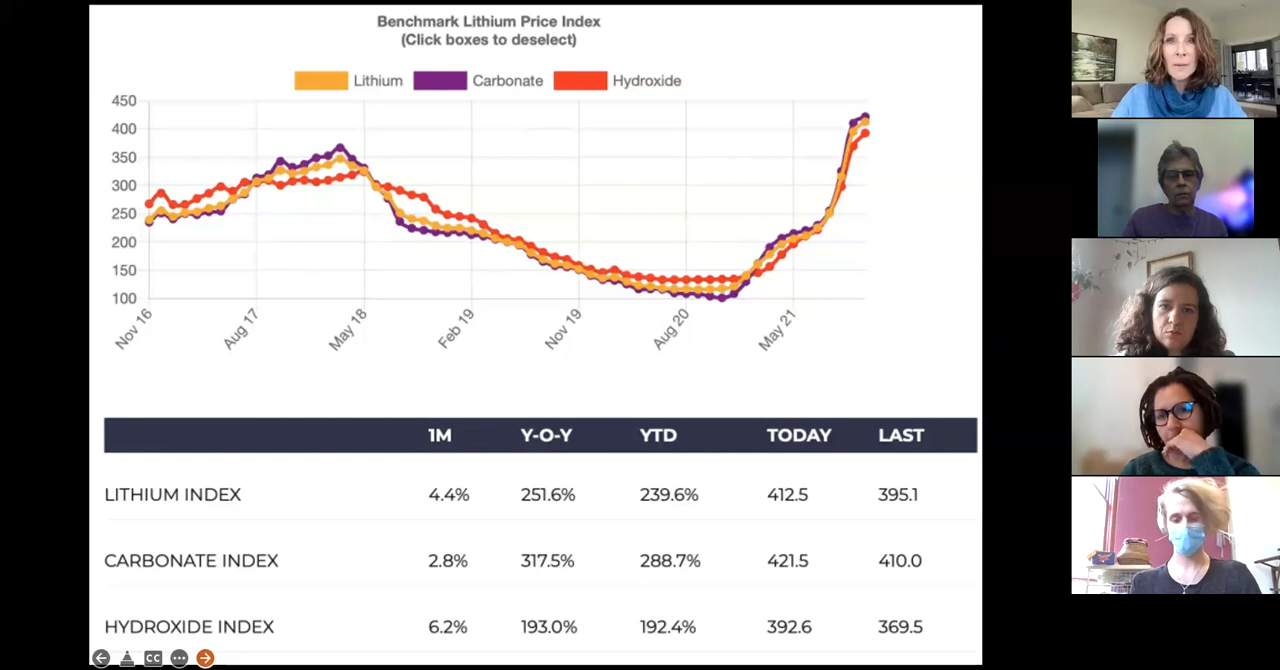 Benchmark Lithium Price Index
(Click boxes to deselect)
Lithium Carbonate Hydroxide
450
400
350
300
250
200
150
100
Nov 16 Aug 17 May 18 Feb 19 Nov 19 Aug 20 May 21
1M Y-O-Y YTD TODAY LAST
LITHIUM INDEX 4.4% 251.6% 239.6% 412.5 395.1
CARBONATE INDEX 2.8% 317.5% 288.7% 421.5 410.0
HYDROXIDE INDEX 6.2% 193.0% 192.4% 392.6 369.5
CC